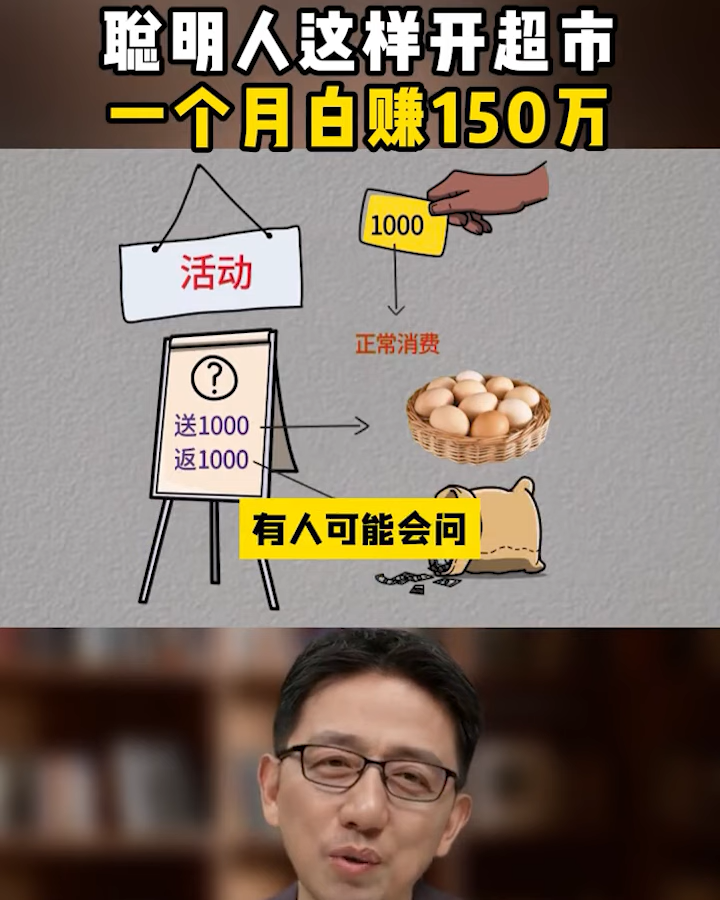 聪明人这样开超市
一个月白赚150万
1000
活动
正常消费
?
送1000
返1000
有人可能会问